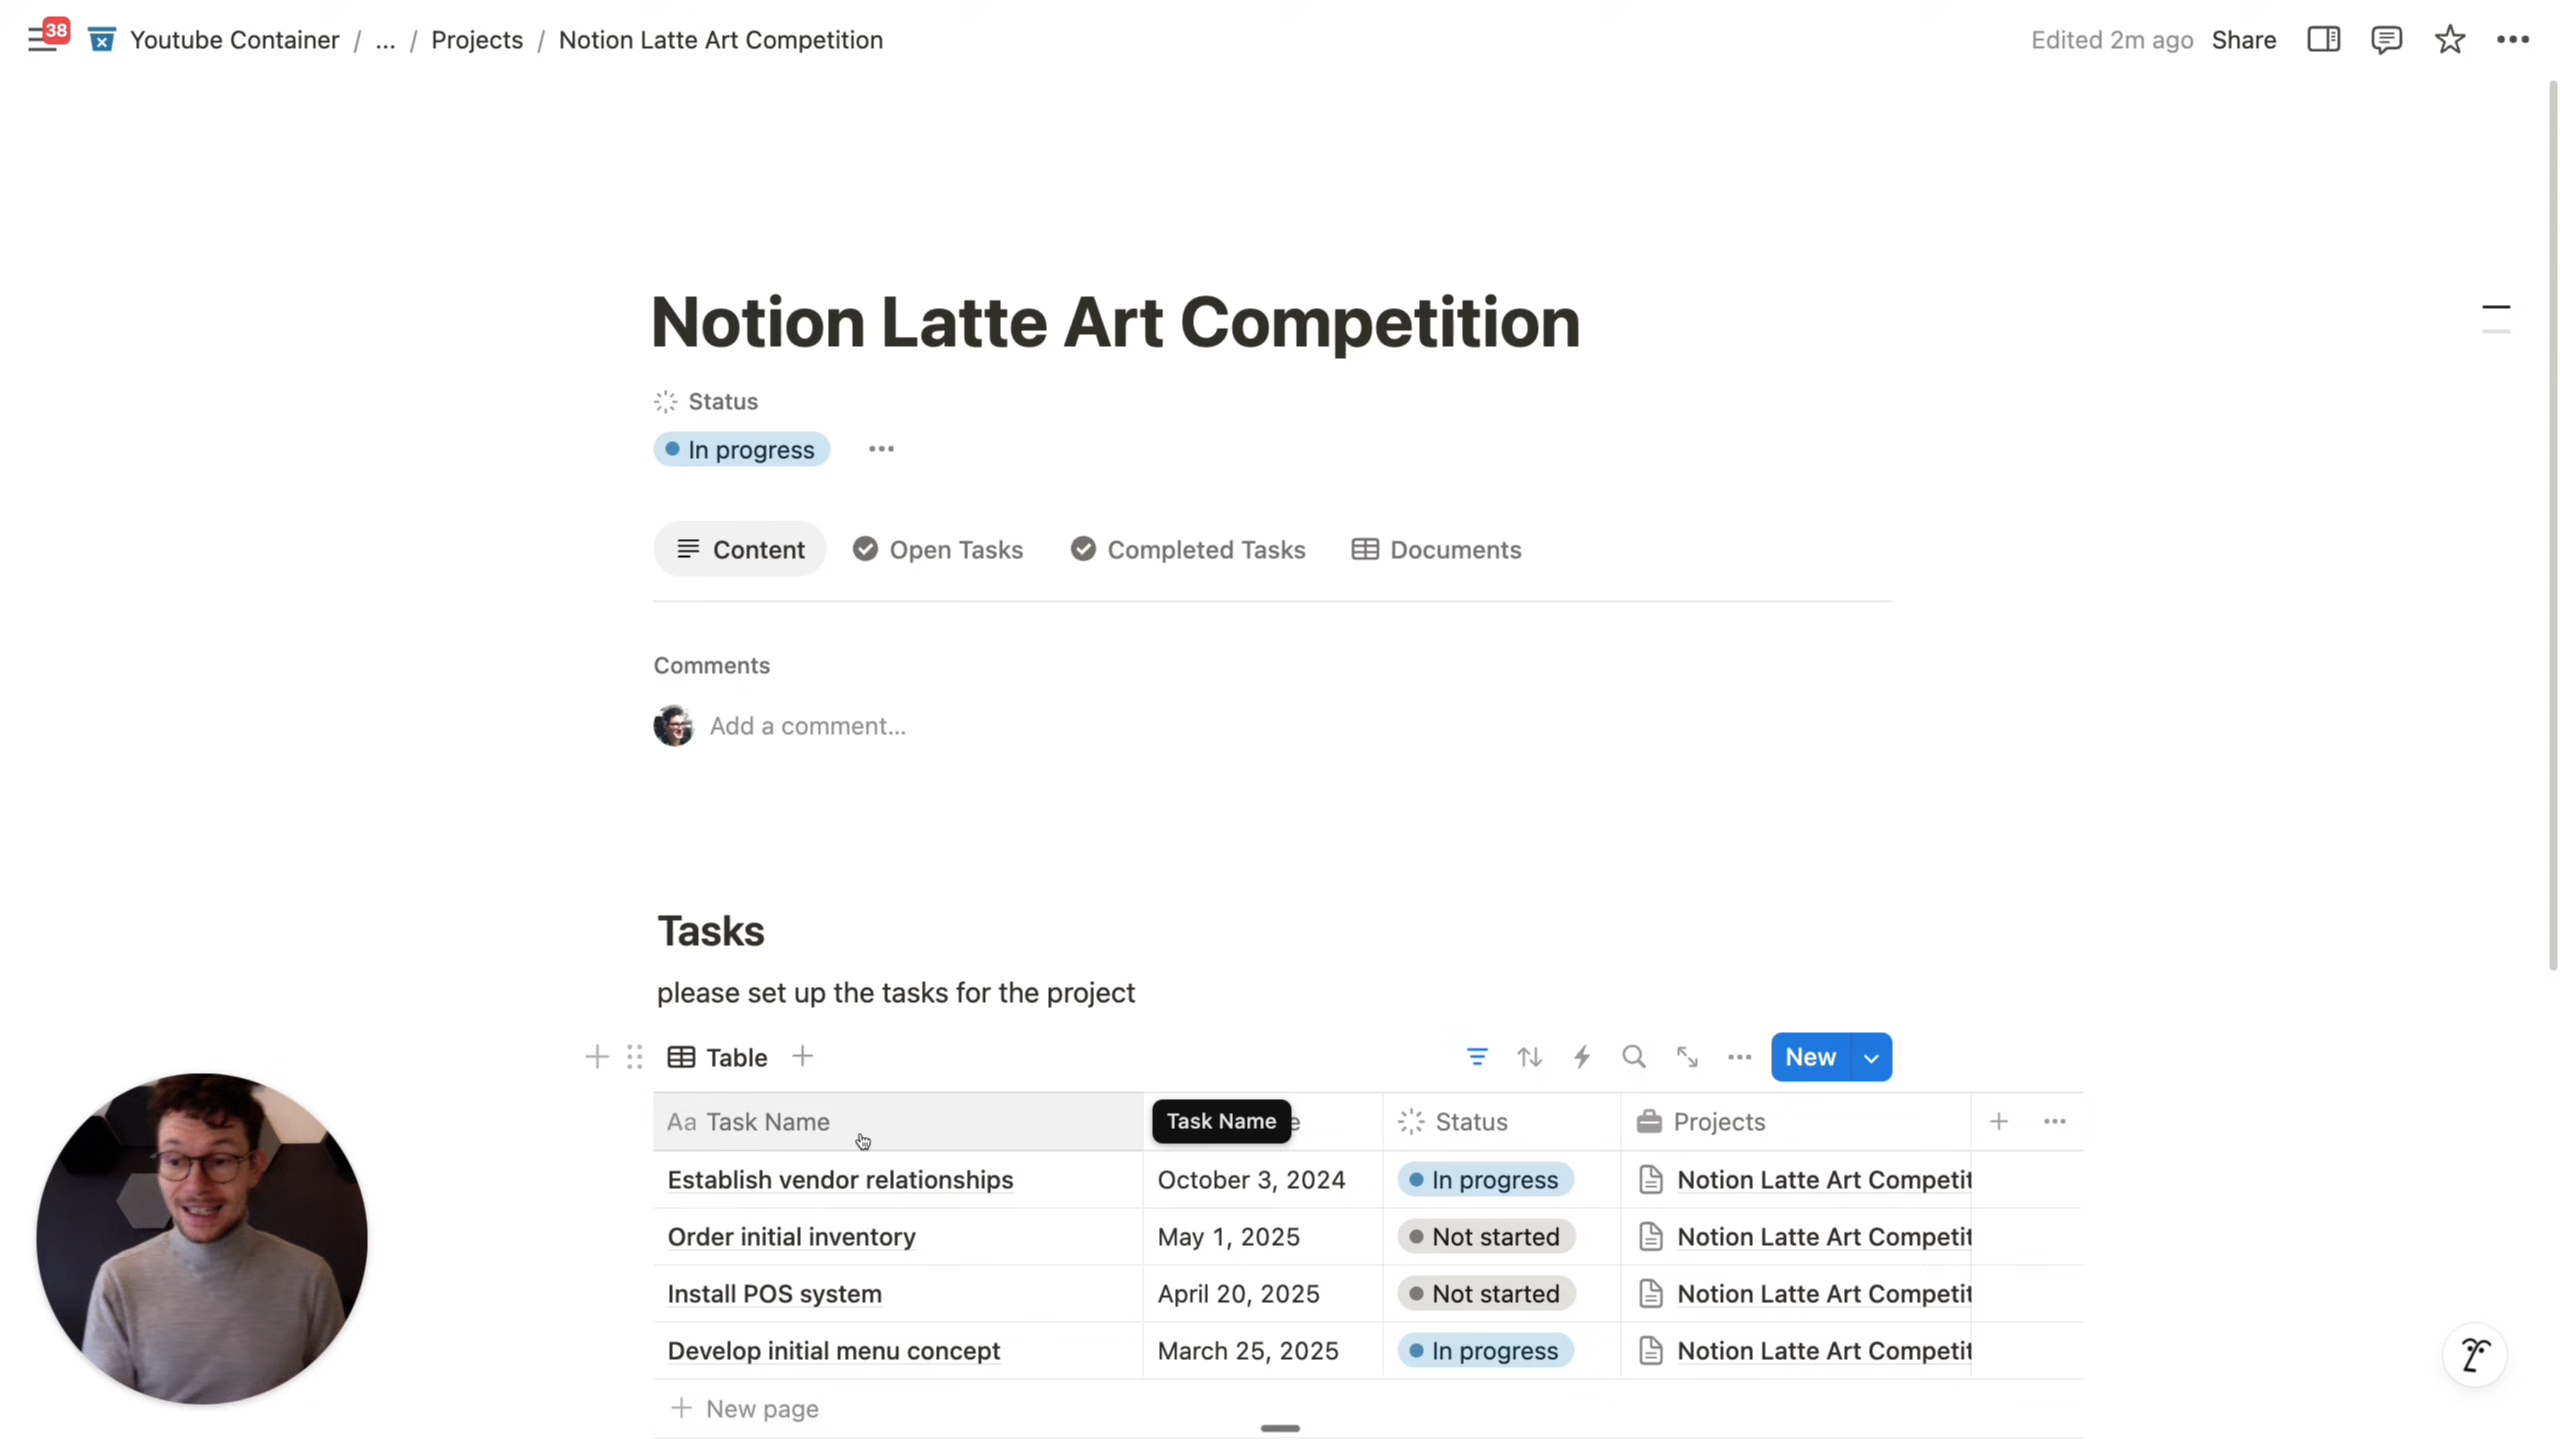 38 Youtube Container / ... / Projects / Notion Latte Art Competition Edited 2m ago Share
Notion Latte Art Competition
Status
In progress
Content Open Tasks Completed Tasks Documents
Comments
Add a comment...
Tasks
please set up the tasks for the project
Table New
Aa Task Name Task Name e Status Projects
Establish vendor relationships October 3, 2024 In progress Notion Latte Art Competit
Order initial inventory May 1, 2025 Not started Notion Latte Art Competit
Install POS system April 20, 2025 Not started Notion Latte Art Competit
Develop initial menu concept March 25, 2025 In progress Notion Latte Art Competit
New page